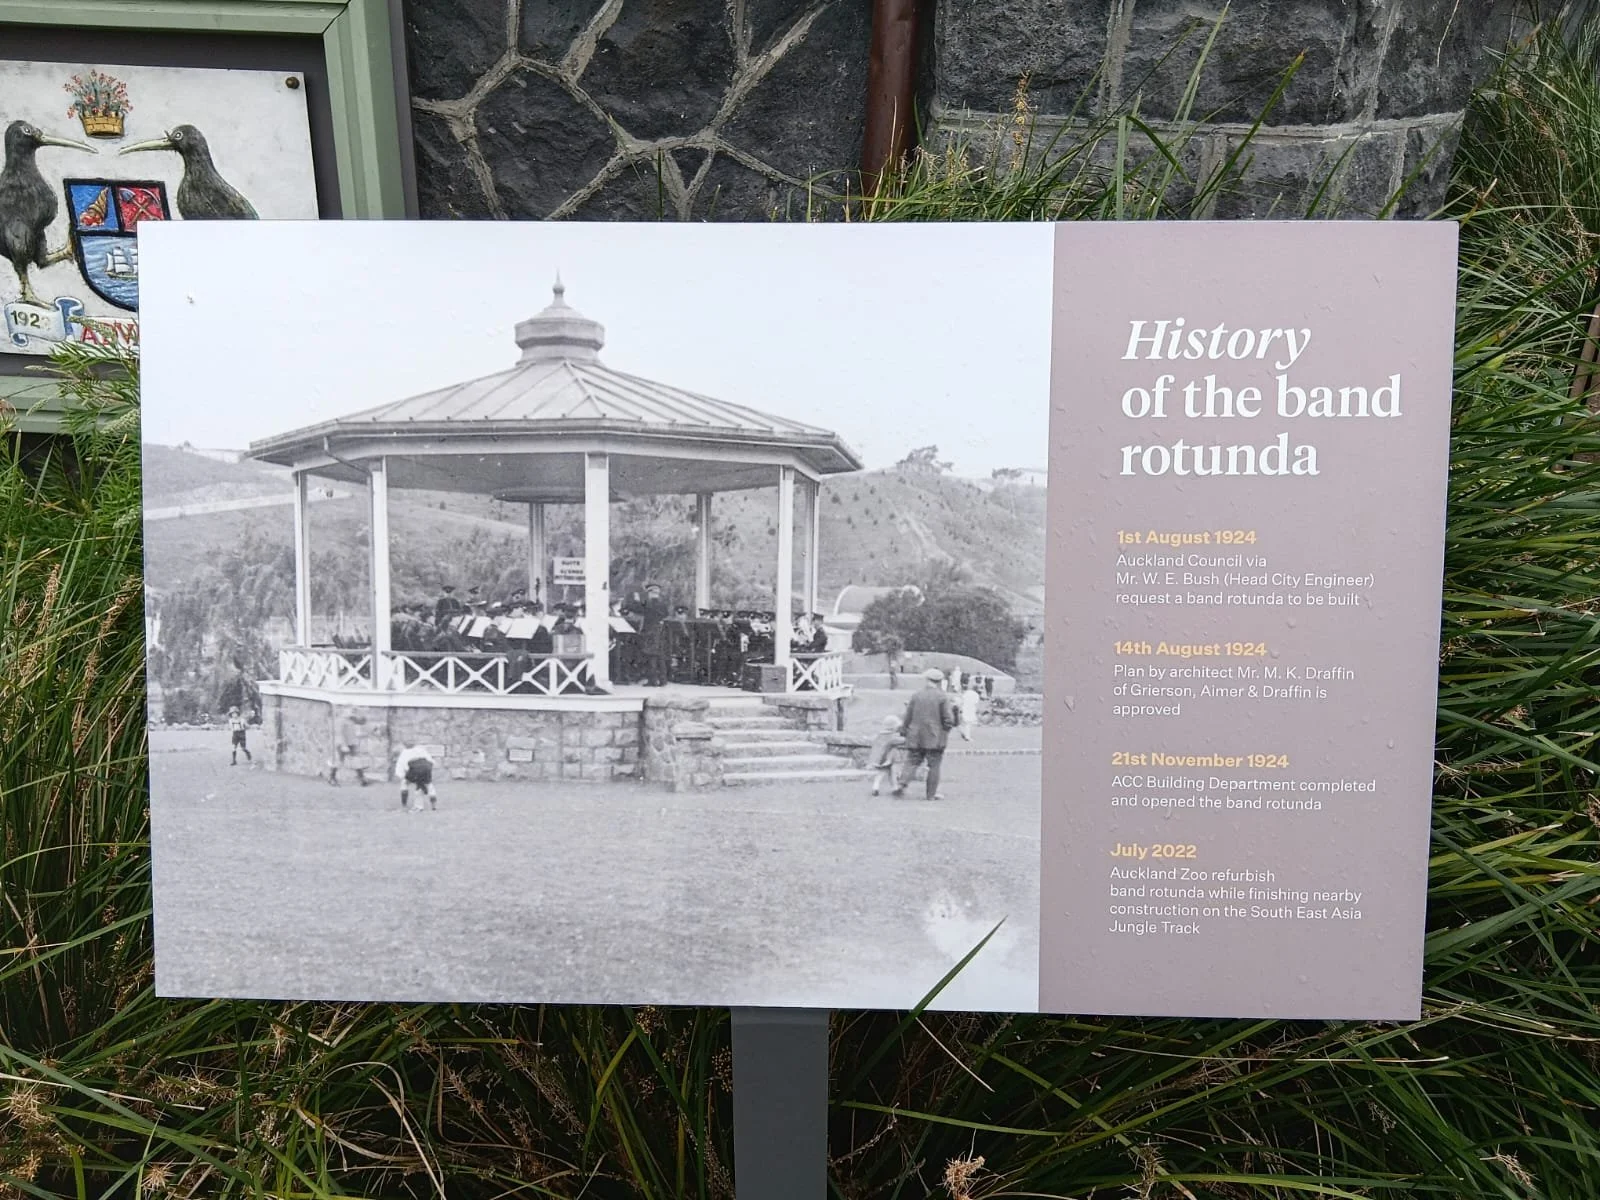 History
of the band
rotunda
1st August 1924
Auckland Council via
Mr. W. E. Bush (Head City Engineer)
request a band rotunda to be built
14th August 1924
Plan by architect Mr. M. K. Draffin
of Grierson, Aimer & Draffin is
approved
21st November 1924
ACC Building Department completed
and opened the band rotunda
July 2022
Auckland Zoo refurbish
band rotunda while finishing nearby
construction on the South East Asia
Jungle Track